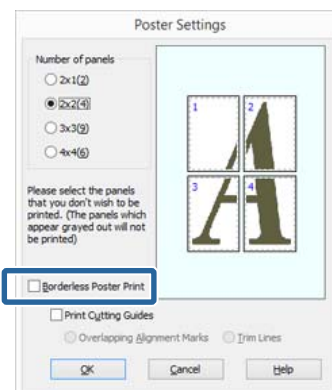 Poster Settings
Number of panels
2x1(2)
2x2(4)
3x3(9)
4x4(6)
1
2
3
4
Please select the panels
that you don't wish to be
printed. (The panels which
appear grayed out will not
be printed)
Borderless Poster Print
Print Cutting Guides
Overlapping Alignment Marks
Trim Lines
OK
Cancel
Help